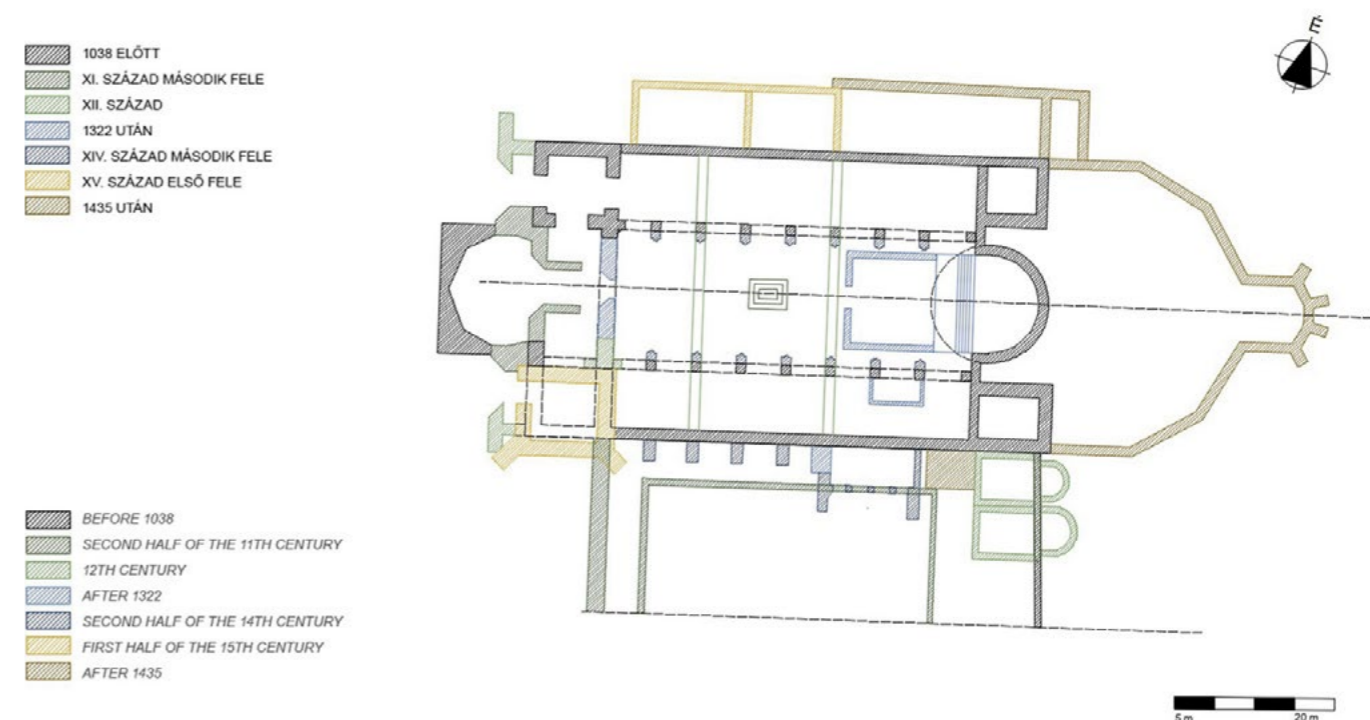 É
1038 ELŐTT
XI. SZÁZAD MÁSODIK FELE
XII. SZÁZAD
1322 UTÁN
XIV. SZÁZAD MÁSODIK FELE
XV. SZÁZAD ELSŐ FELE
1435 UTÁN
BEFORE 1038
SECOND HALF OF THE 11TH CENTURY
12TH CENTURY
AFTER 1322
SECOND HALF OF THE 14TH CENTURY
FIRST HALF OF THE 15TH CENTURY
AFTER 1435
5 m 20 m